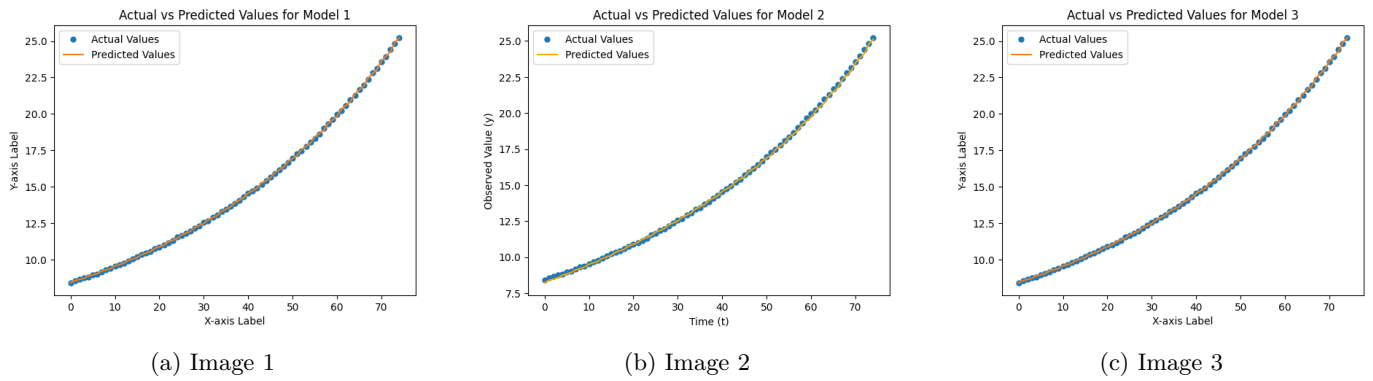 Actual vs Predicted Values for Model 1
Actual Values
Predicted Values
25.0
22.5
20.0
17.5
15.0
12.5
10.0
Y-axis Label
0 10 20 30 40 50 60 70
X-axis Label
(a) Image 1
Actual vs Predicted Values for Model 2
Actual Values
Predicted Values
25.0
22.5
20.0
17.5
15.0
12.5
10.0
7.5
Observed Value (y)
0 10 20 30 40 50 60 70
Time (t)
(b) Image 2
Actual vs Predicted Values for Model 3
Actual Values
Predicted Values
25.0
22.5
20.0
17.5
15.0
12.5
10.0
Y-axis Label
0 10 20 30 40 50 60 70
X-axis Label
(c) Image 3